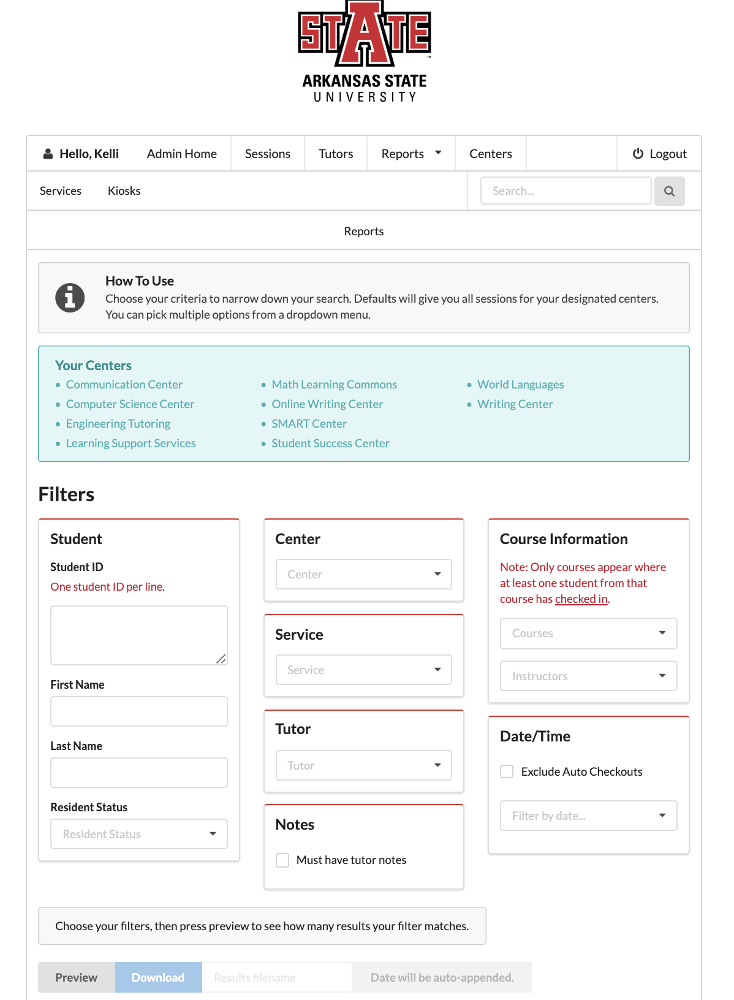 STATE
™
ARKANSAS STATE
UNIVERSITY
Hello, Kelli
Admin Home
Sessions
Tutors
Reports
Centers
Logout
Services
Kiosks
Search...
Reports
How To Use
Choose your criteria to narrow down your search. Defaults will give you all sessions for your designated centers.
You can pick multiple options from a dropdown menu.
Your Centers
• Communication Center
• Computer Science Center
• Engineering Tutoring
• Learning Support Services
• Math Learning Commons
• Online Writing Center
• SMART Center
• Student Success Center
• World Languages
• Writing Center
Filters
Student
Student ID
One student ID per line.
First Name
Last Name
Resident Status
Resident Status
Center
Center
Service
Service
Tutor
Tutor
Notes
Must have tutor notes
Course Information
Note: Only courses appear where
at least one student from that
course has checked in.
Courses
Instructors
Date/Time
Exclude Auto Checkouts
Filter by date...
Choose your filters, then press preview to see how many results your filter matches.
Preview
Download
Results filename
Date will be auto-appended.